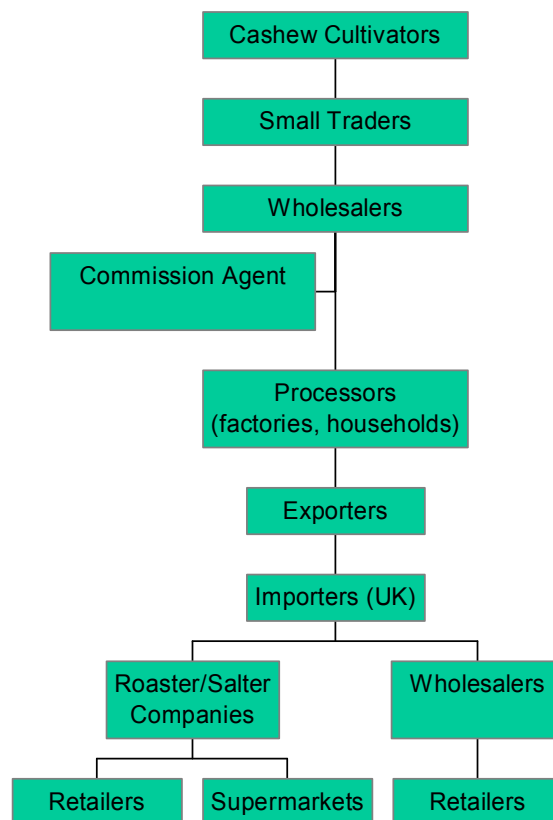 Cashew Cultivators
Small Traders
Wholesalers
Commission Agent
Processors
(factories, households)
Exporters
Importers (UK)
Roaster/Salter
Companies
Wholesalers
Retailers
Supermarkets
Retailers